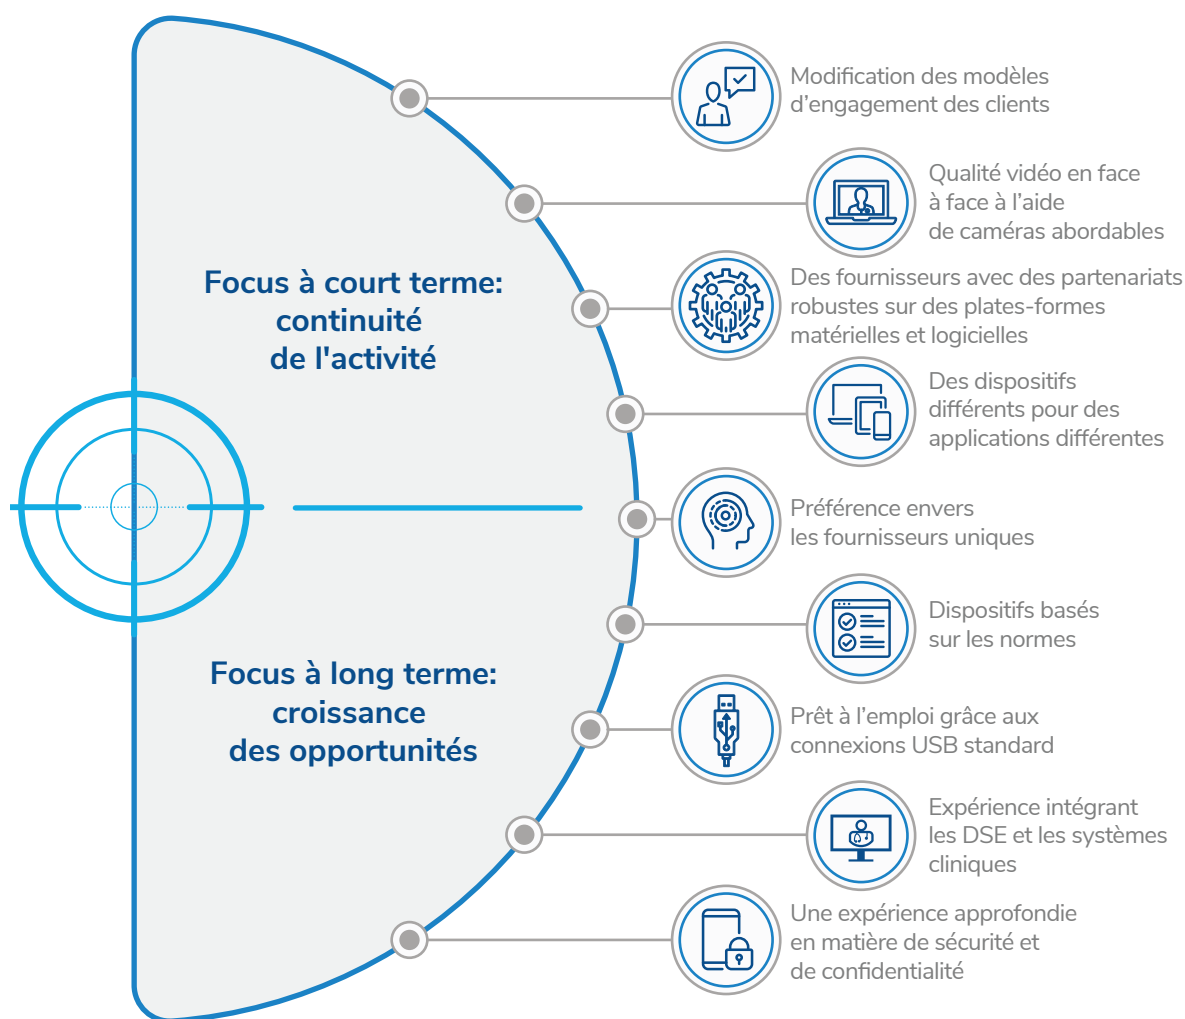 Focus à court terme:
continuité
de l'activité
Focus à long terme:
croissance
des opportunités
Modification des modèles
d’engagement des clients
Qualité vidéo en face
à face à l’aide
de caméras abordables
Des fournisseurs avec des partenariats
robustes sur des plates-formes
matérielles et logicielles
Des dispositifs
différents pour des
applications différentes
Préférence envers
les fournisseurs uniques
Dispositifs basés
sur les normes
Prêt à l’emploi grâce aux
connexions USB standard
Expérience intégrant
les DSE et les systèmes
cliniques
Une expérience approfondie
en matière de sécurité et
de confidentialité